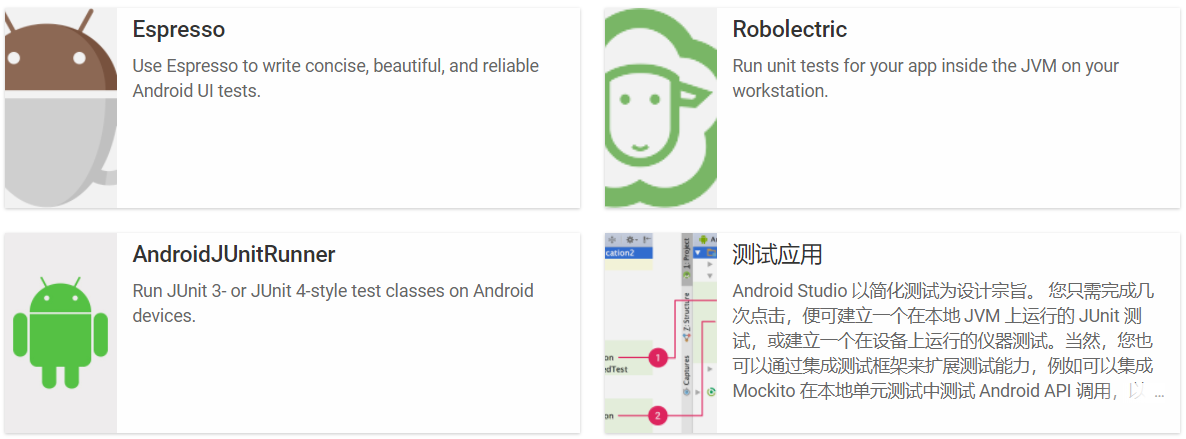 Espresso
Use Espresso to write concise, beautiful, and reliable
Android UI tests.
Robolectric
Run unit tests for your app inside the JVM on your
workstation.
AndroidJUnitRunner
Run JUnit 3- or JUnit 4-style test classes on Android
devices.
cation2
1: Project
Z: Structure
Captures
on
edTest
1
on
2
测试应用
Android Studio 以简化测试为设计宗旨。 您只需完成几
次点击，便可建立一个在本地 JVM 上运行的 JUnit 测
试，或建立一个在设备上运行的仪器测试。当然，您也
可以通过集成测试框架来扩展测试能力，例如可以集成
Mockito 在本地单元测试中测试 Android API 调用，以 ...